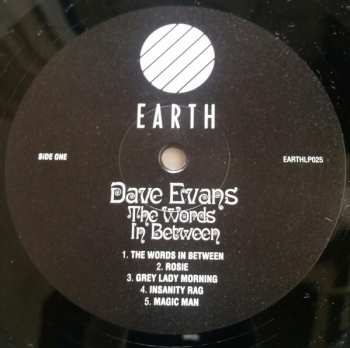 EARTH
SIDE ONE
EARTHLP025
Dave Evans
The Words
In Between
1. THE WORDS IN BETWEEN
2. ROSIE
3. GREY LADY MORNING
4. INSANITY RAG
5. MAGIC MAN